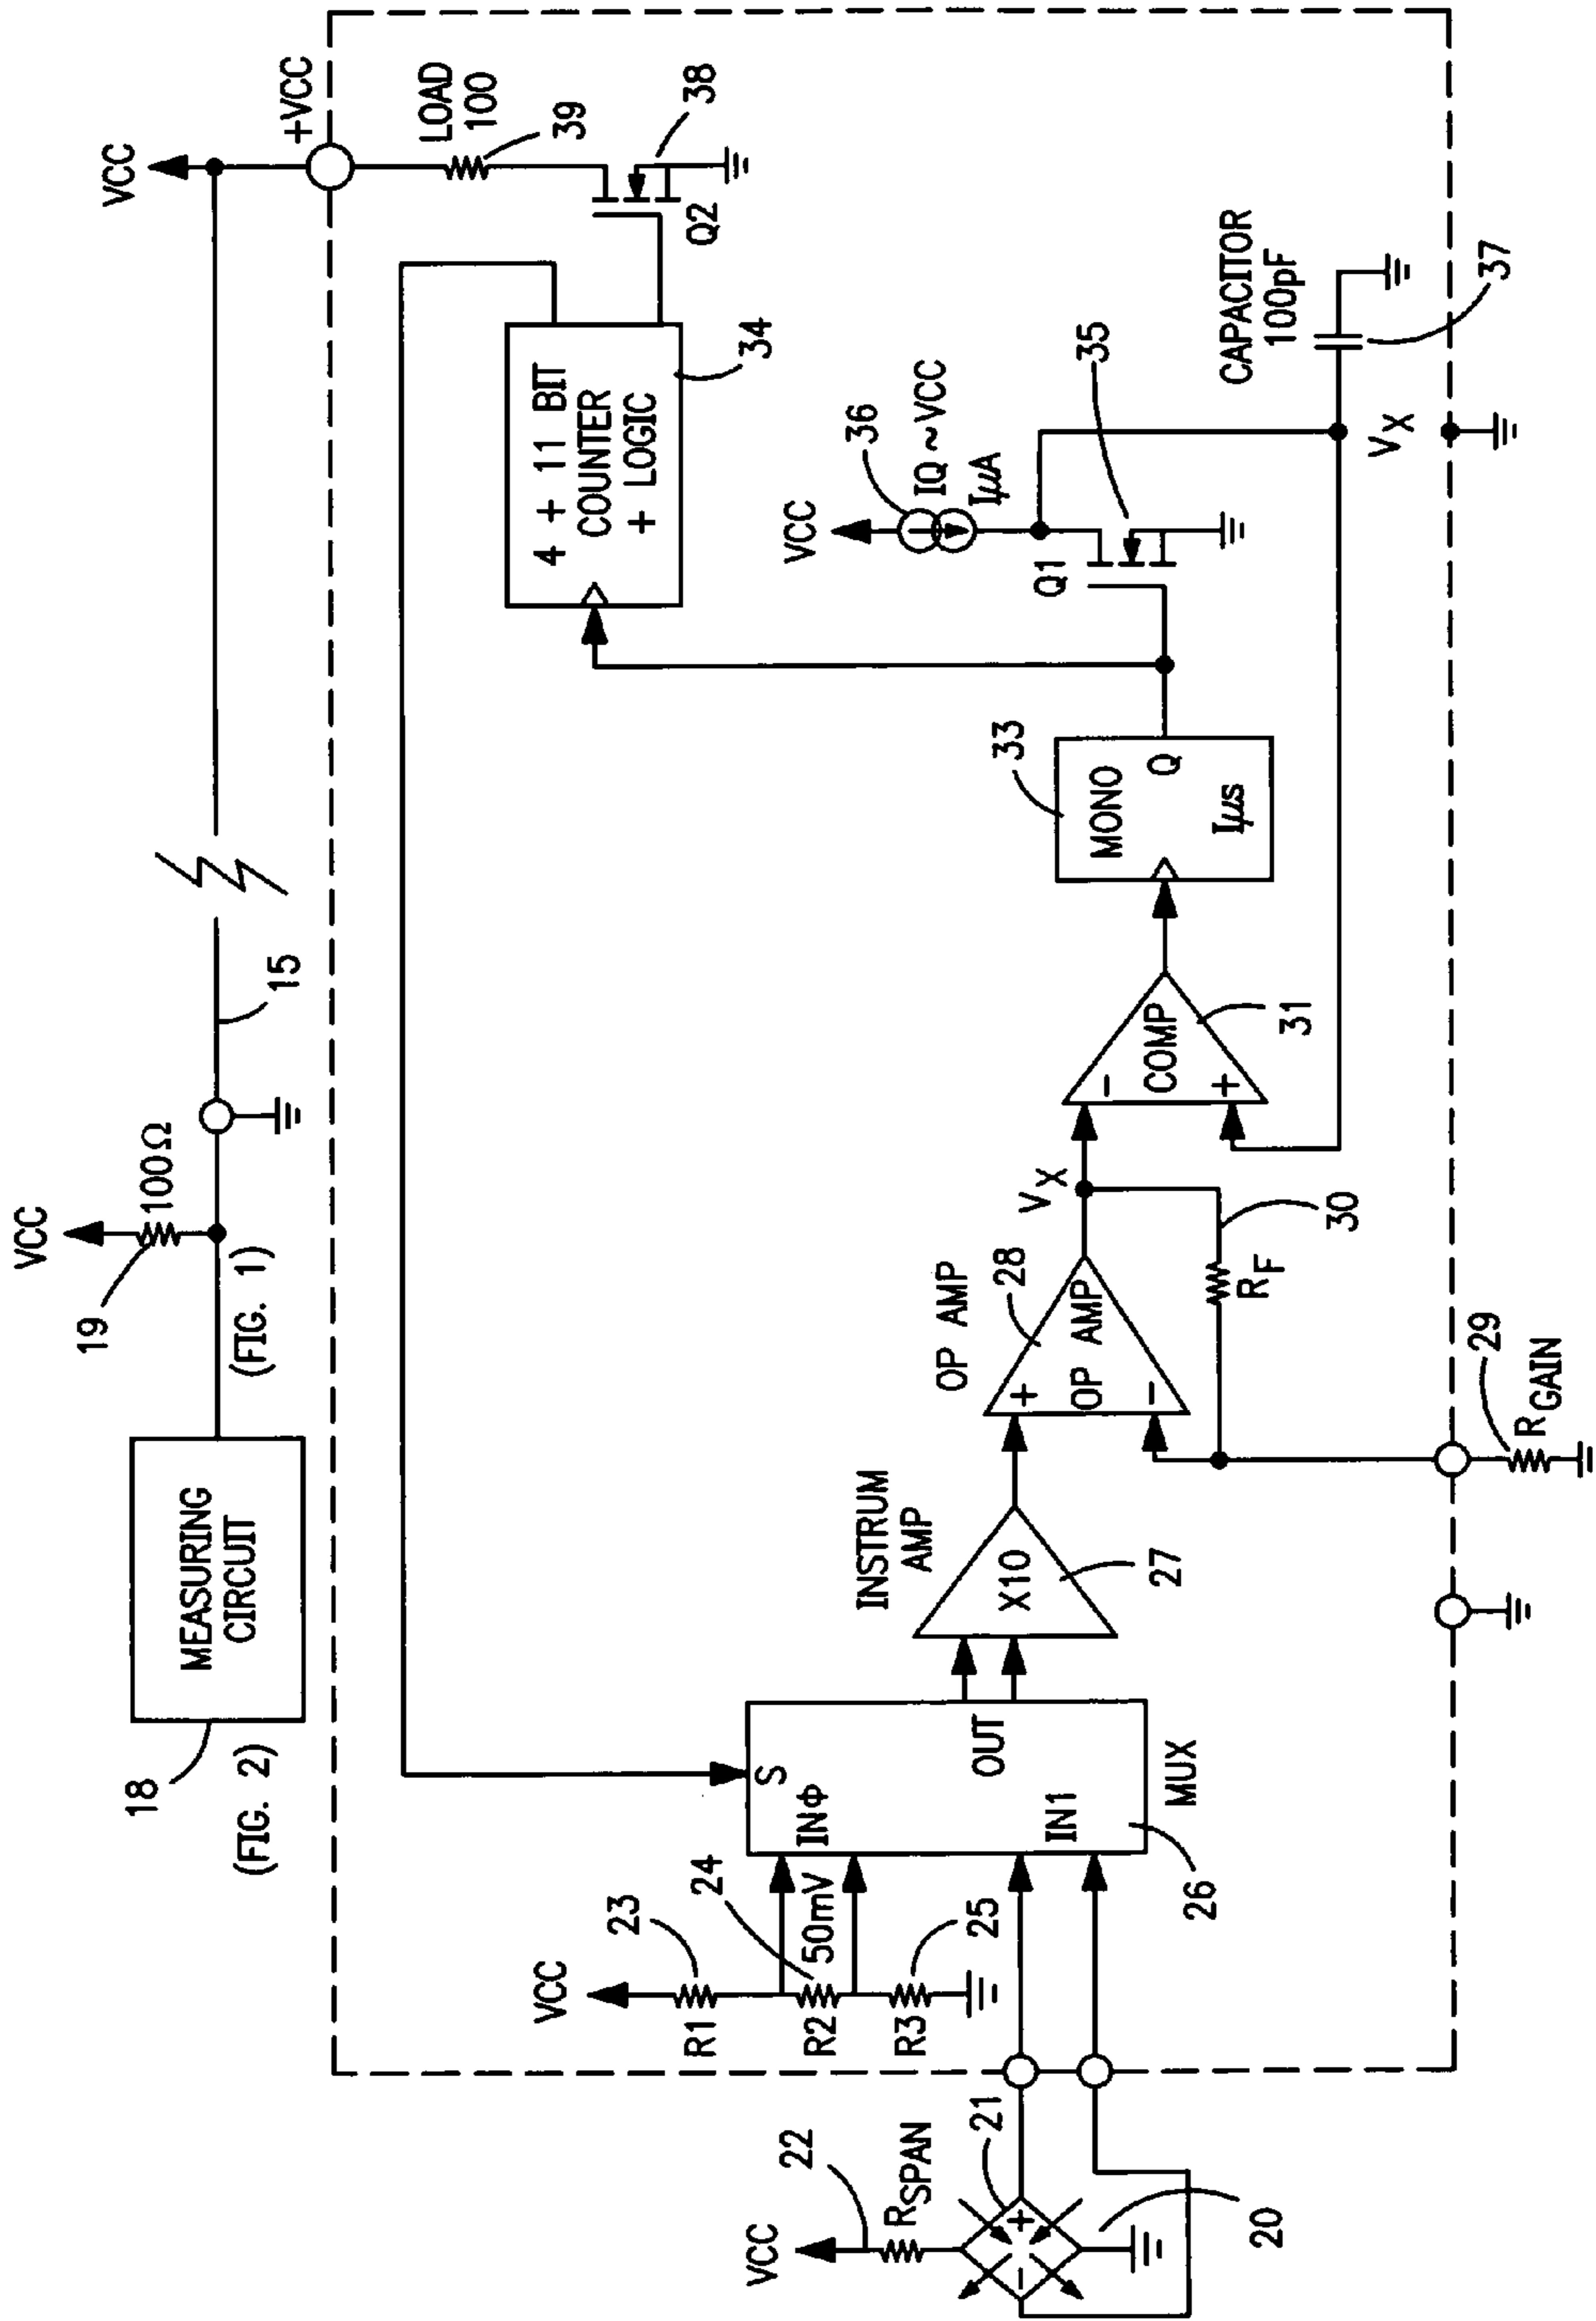 VCC
19
100Ω
(FIG. 1)
15
18
MEASURING
CIRCUIT
(FIG. 2)
VCC
+VCC
LOAD
100
39
38
Q2
4 + 11 BIT
COUNTER
+ LOGIC
34
VCC
36
IQ ~ VCC
1µA
35
Q1
CAPACITOR
100pF
37
VX
33
MONO
Q
1µs
COMP
-
+
31
VX
OP AMP
28
OP AMP
+
-
RF
30
29
RGAIN
INSTRUM
AMP
X10
27
S
INΦ
OUT
IN1
MUX
26
VCC
23
R1
24
R2
50mV
R3
25
VCC
22
RSPAN
21
+
-
20